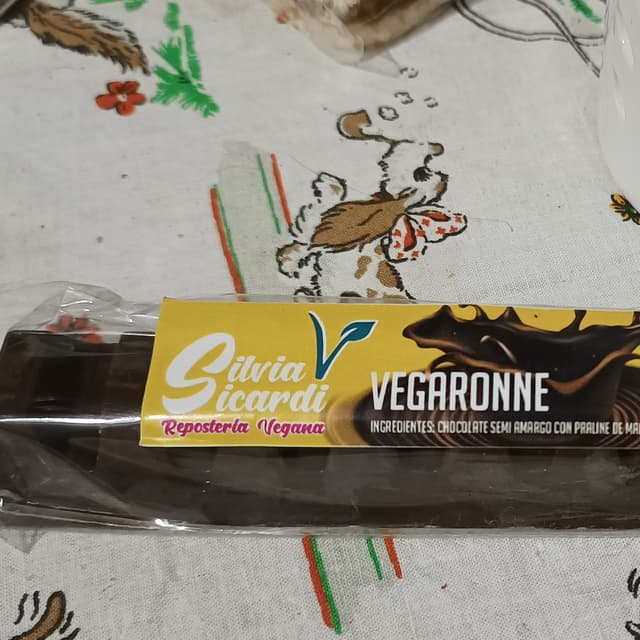 Silvia
Sicardi
Repostería Vegana
VEGARONNE
INGREDIENTES: CHOCOLATE SEMI AMARGO CON PRALINE DE